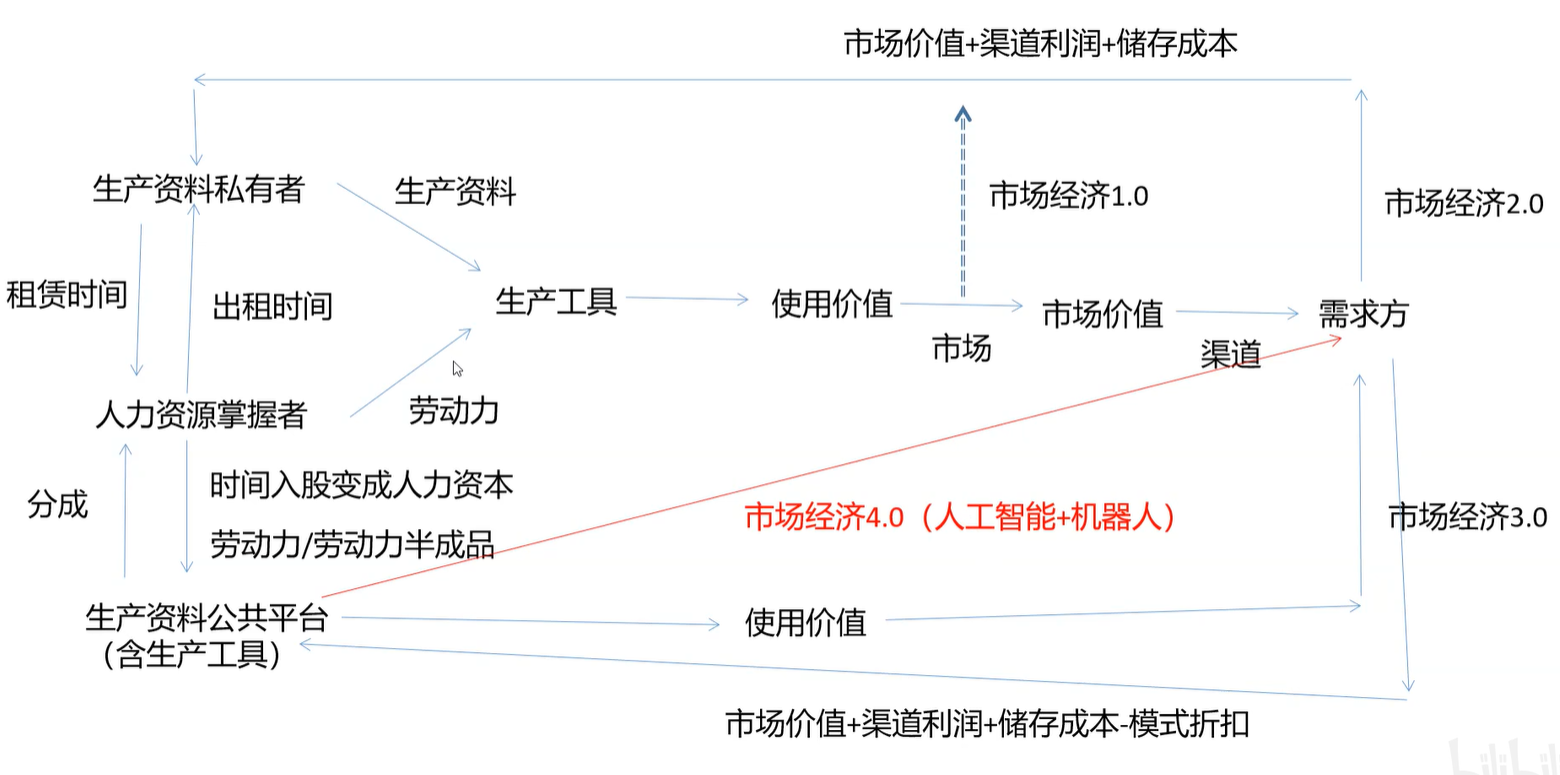 市场价值+渠道利润+储存成本
生产资料私有者
生产资料
市场经济1.0
市场经济2.0
租赁时间
出租时间
生产工具
使用价值
市场
市场价值
渠道
需求方
人力资源掌握者
劳动力
分成
时间入股变成人力资本
劳动力/劳动力半成品
市场经济4.0（人工智能+机器人）
市场经济3.0
生产资料公共平台
（含生产工具）
使用价值
市场价值+渠道利润+储存成本-模式折扣